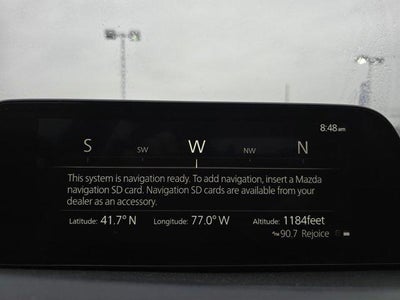 8:48am
S SW W NW N
This system is navigation ready. To add navigation, insert a Mazda
navigation SD card. Navigation SD cards are available from your
dealer as an accessory.
Latitude: 41.7° N Longitude: 77.0° W Altitude: 1184feet
FM 90.7 Rejoice